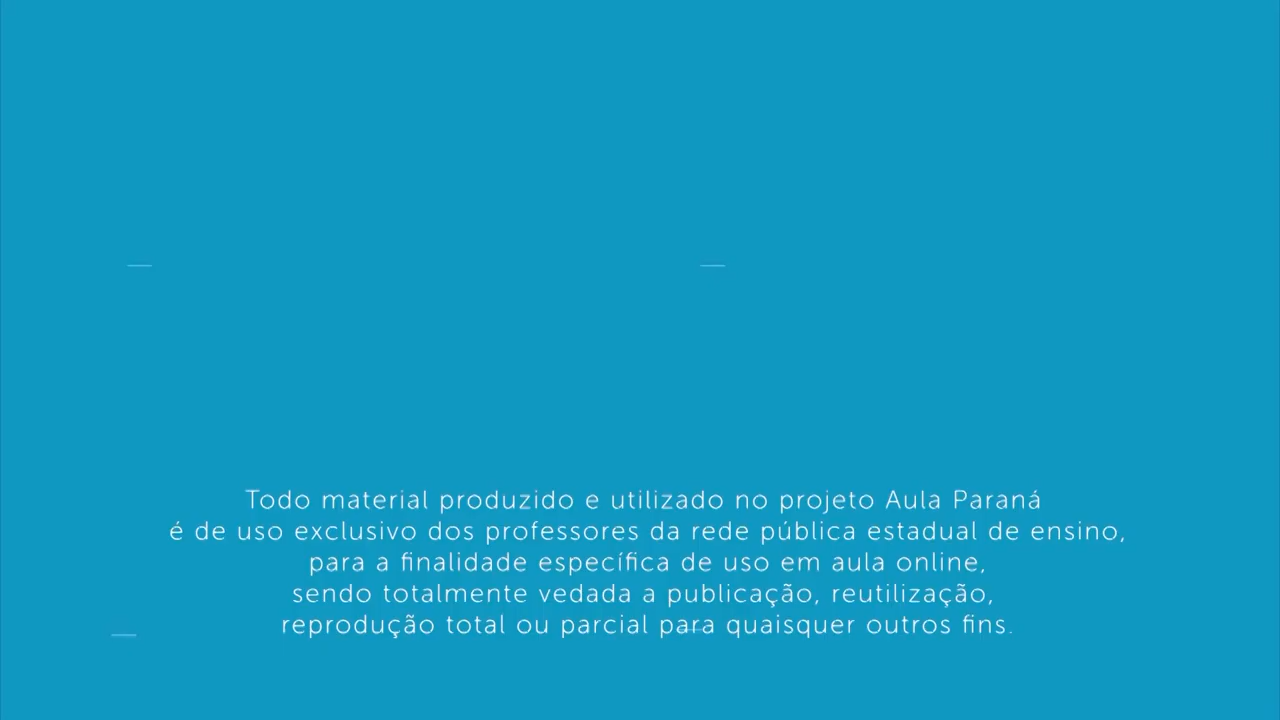 Todo material produzido e utilizado no projeto Aula Paraná
é de uso exclusivo dos professores da rede pública estadual de ensino,
para a finalidade específica de uso em aula online,
sendo totalmente vedada a publicação, reutilização,
reprodução total ou parcial para quaisquer outros fins.